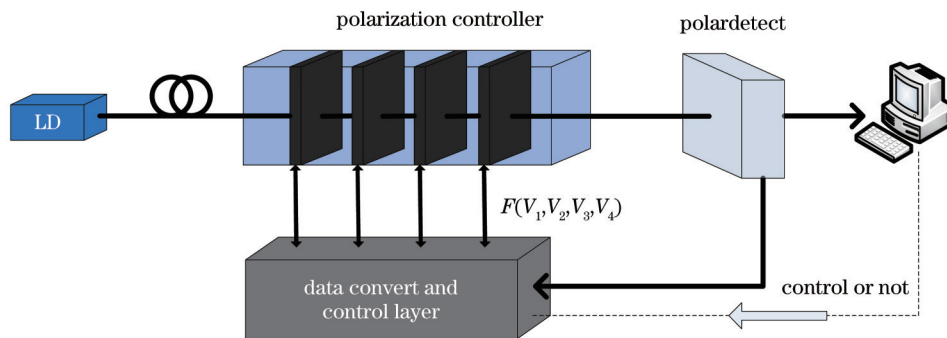 polarization controller
polardetect
LD
F(V₁,V₂,V₃,V₄)
data convert and
control layer
control or not